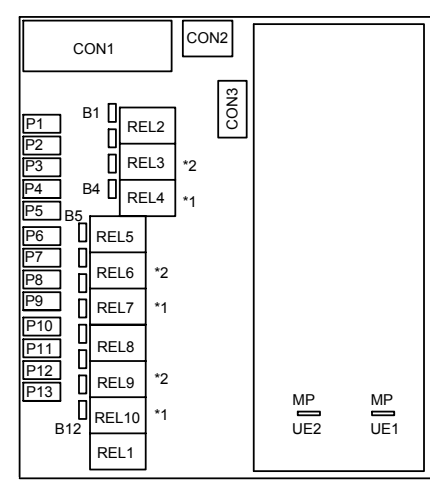 CON1
CON2
CON3
P1
B1
REL2
P2
P3
REL3 *2
P4
B4
REL4 *1
P5
B5
P6
REL5
P7
P8
REL6 *2
P9
REL7 *1
P10
P11
REL8
P12
REL9 *2
P13
MP
MP
B12
REL10 *1
UE2
UE1
REL1